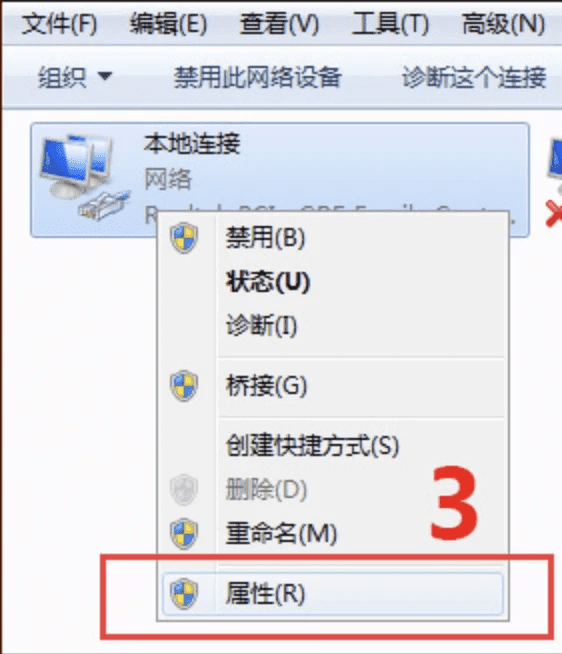 文件(F) 编辑(E) 查看(V) 工具(T) 高级(N)
组织 禁用此网络设备 诊断这个连接
本地连接
网络
禁用(B)
状态(U)
诊断(I)
桥接(G)
创建快捷方式(S)
删除(D)
重命名(M)
3
属性(R)